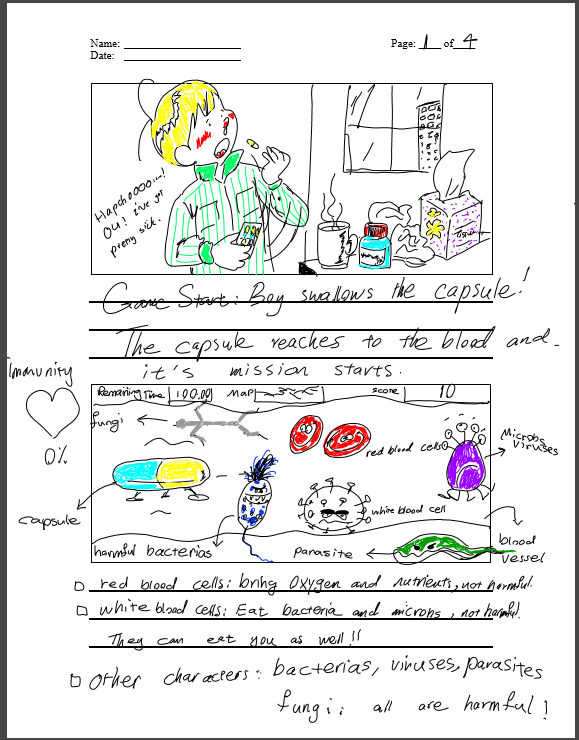 Name:
Page: 1 of 4
Date:
Hapchoooo...!
Ou! I've got
pretty sick.
Tissue
Game Start: Boy swallows the capsule!
The capsule reaches to the blood and
it's mission starts.
Immunity
0%
Remaining Time 100.00 Map Score 10
fungi
red blood cells
Microbs
Viruses
capsule
white blood cell
harmful bacterias
parasite
blood
vessel
□ red blood cells: bring Oxygen and nutrients, not harmful.
□ white blood cells: Eat bacteria and microbs, not harmful.
They can eat you as well!!
□ Other characters: bacterias, viruses, parasites
fungi: all are harmful!